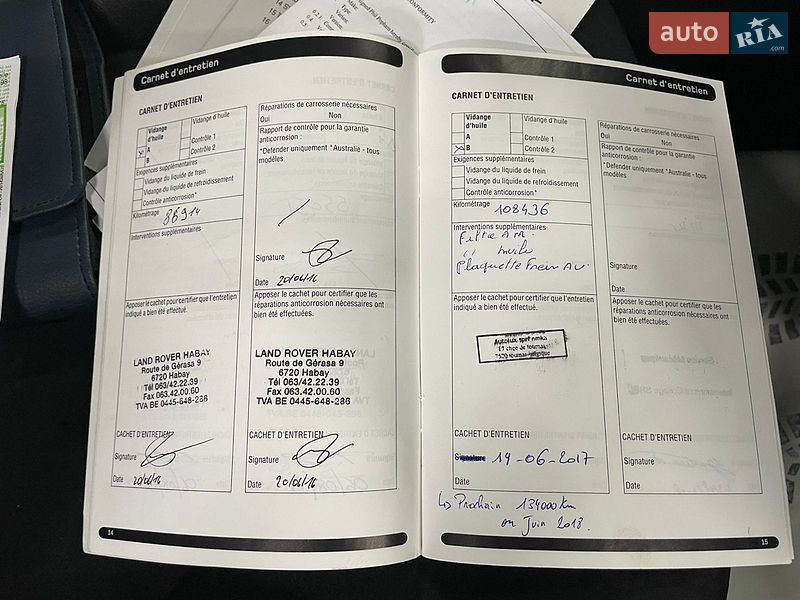 CONFORMITY
auto RIA .com
Carnet d'entretien
CARNET D'ENTRETIEN
Vidange d'huile
Vidange d'huile
A
B
Contrôle 1
Contrôle 2
Exigences supplémentaires
Vidange du liquide de frein
Vidange du liquide de refroidissement
Contrôle anticorrosion*
Kilométrage 86914
Interventions supplémentaires
Apposer le cachet pour certifier que l'entretien
indiqué a bien été effectué.
LAND ROVER HABAY
Route de Gérasa 9
6720 Habay
Tél 063/42.22.39
Fax 063.42.00.60
TVA BE 0445-648-286
CACHET D'ENTRETIEN
Signature
Date 20/04/16
Réparations de carrosserie nécessaires
Oui Non
Rapport de contrôle pour la garantie
anticorrosion :
*Defender uniquement *Australie - tous
modèles
Signature
Date 20/04/16
Apposer le cachet pour certifier que les
réparations anticorrosion nécessaires ont
bien été effectuées.
LAND ROVER HABAY
Route de Gérasa 9
6720 Habay
Tél 063/42.22.39
Fax 063.42.00.60
TVA BE 0445-648-286
CACHET D'ENTRETIEN
Signature
Date 20/04/16
14
Carnet d'entretien
CARNET D'ENTRETIEN
Vidange d'huile
Vidange d'huile
A
B
Contrôle 1
Contrôle 2
Exigences supplémentaires
Vidange du liquide de frein
Vidange du liquide de refroidissement
Contrôle anticorrosion*
Kilométrage 108436
Interventions supplémentaires
Filtre
huile
Plaquette Frein AV.
Apposer le cachet pour certifier que l'entretien
indiqué a bien été effectué.
Autolux sprl
CACHET D'ENTRETIEN
Signature 19-06-2017
Date
Réparations de carrosserie nécessaires
Oui Non
Rapport de contrôle pour la garantie
anticorrosion :
*Defender uniquement *Australie - tous
modèles
Signature
Date
Apposer le cachet pour certifier que les
réparations anticorrosion nécessaires ont
bien été effectuées.
CACHET D'ENTRETIEN
Signature
Date
↳ Prochain 134000 km
ou Juin 2018.
15